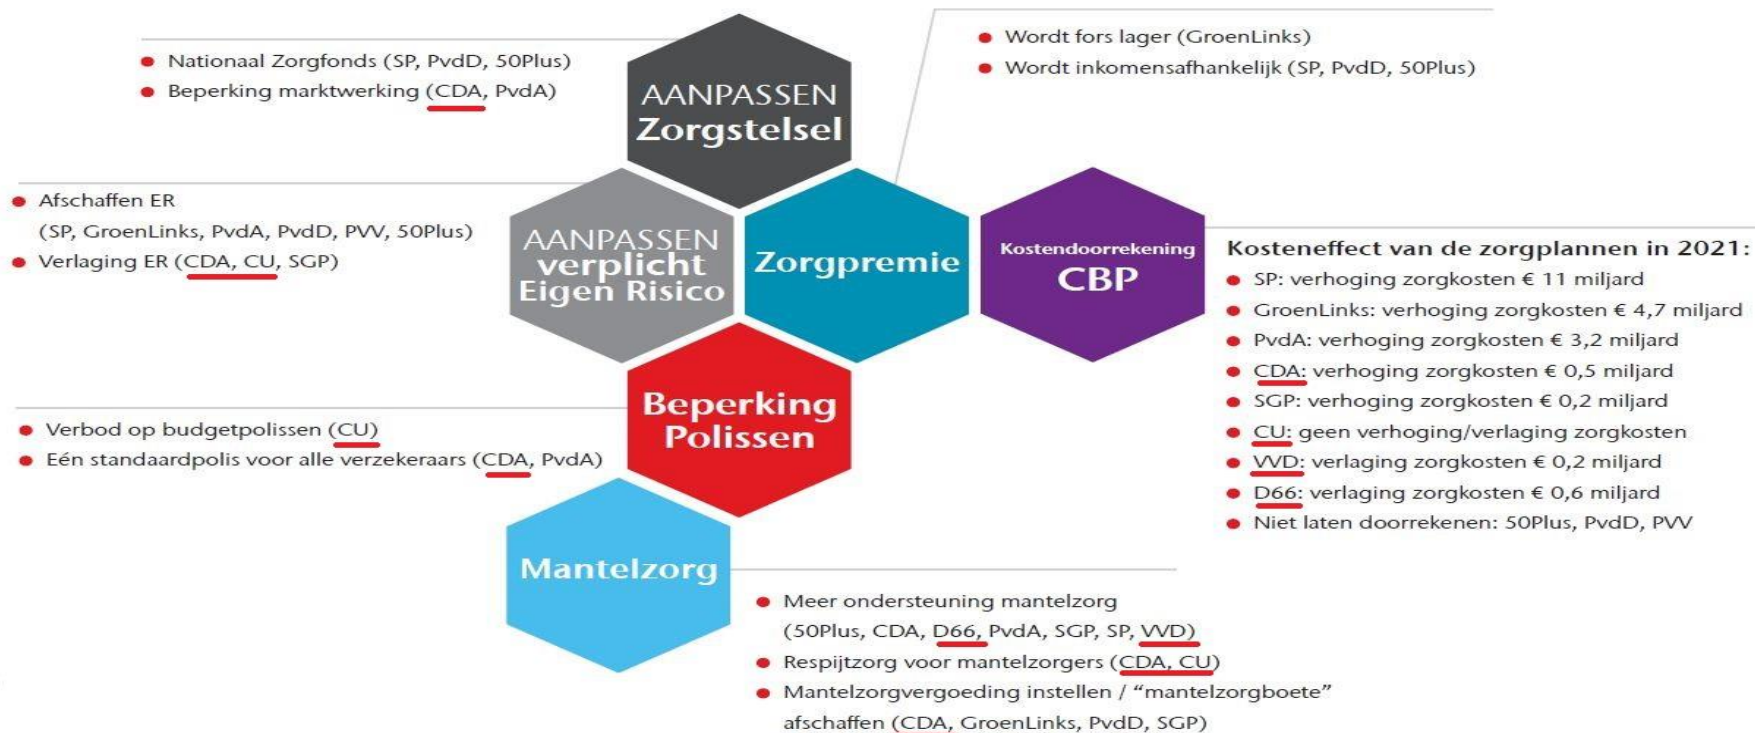 Nationaal Zorgfonds (SP, PvdD, 50Plus)
Beperking marktwerking (CDA, PvdA)
AANPASSEN
Zorgstelsel
Wordt fors lager (GroenLinks)
Wordt inkomensafhankelijk (SP, PvdD, 50Plus)
Afschaffen ER
(SP, GroenLinks, PvdA, PvdD, PVV, 50Plus)
Verlaging ER (CDA, CU, SGP)
AANPASSEN
verplicht
Eigen Risico
Zorgpremie
Kostendoorrekening
CBP
Kosteneffect van de zorgplannen in 2021:
SP: verhoging zorgkosten € 11 miljard
GroenLinks: verhoging zorgkosten € 4,7 miljard
PvdA: verhoging zorgkosten € 3,2 miljard
CDA: verhoging zorgkosten € 0,5 miljard
SGP: verhoging zorgkosten € 0,2 miljard
CU: geen verhoging/verlaging zorgkosten
VVD: verlaging zorgkosten € 0,2 miljard
D66: verlaging zorgkosten € 0,6 miljard
Niet laten doorrekenen: 50Plus, PvdD, PVV
Verbod op budgetpolissen (CU)
Eén standaardpolis voor alle verzekeraars (CDA, PvdA)
Beperking
Polissen
Mantelzorg
Meer ondersteuning mantelzorg
(50Plus, CDA, D66, PvdA, SGP, SP, VVD)
Respijtzorg voor mantelzorgers (CDA, CU)
Mantelzorgvergoeding instellen / “mantelzorgboete”
afschaffen (CDA, GroenLinks, PvdD, SGP)